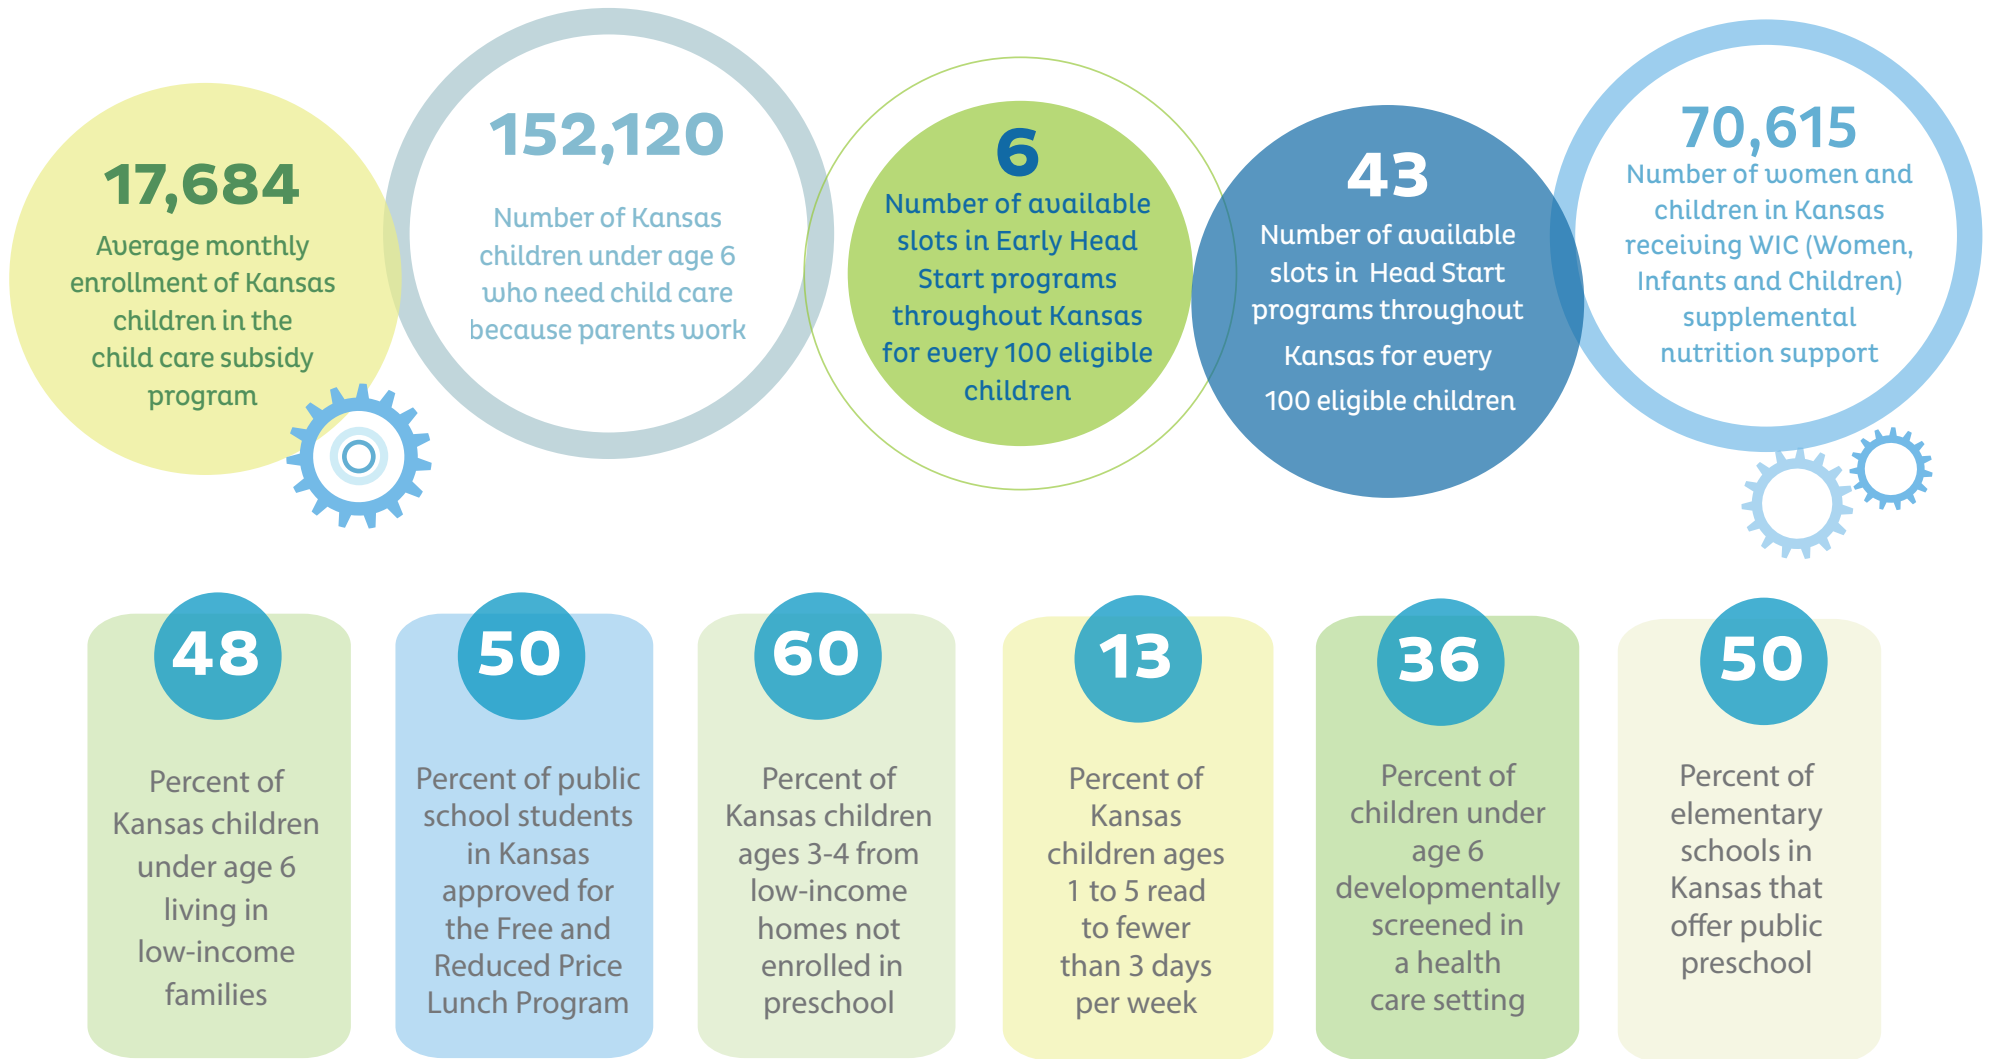 17,684
Average monthly
enrollment of Kansas
children in the
child care subsidy
program
152,120
Number of Kansas
children under age 6
who need child care
because parents work
6
Number of available
slots in Early Head
Start programs
throughout Kansas
for every 100 eligible
children
43
Number of available
slots in Head Start
programs throughout
Kansas for every
100 eligible children
70,615
Number of women and
children in Kansas
receiving WIC (Women,
Infants and Children)
supplemental
nutrition support
48
Percent of
Kansas children
under age 6
living in
low-income
families
50
Percent of public
school students
in Kansas
approved for
the Free and
Reduced Price
Lunch Program
60
Percent of
Kansas children
ages 3-4 from
low-income
homes not
enrolled in
preschool
13
Percent of
Kansas
children ages
1 to 5 read
to fewer
than 3 days
per week
36
Percent of
children under
age 6
developmentally
screened in
a health
care setting
50
Percent of
elementary
schools in
Kansas that
offer public
preschool